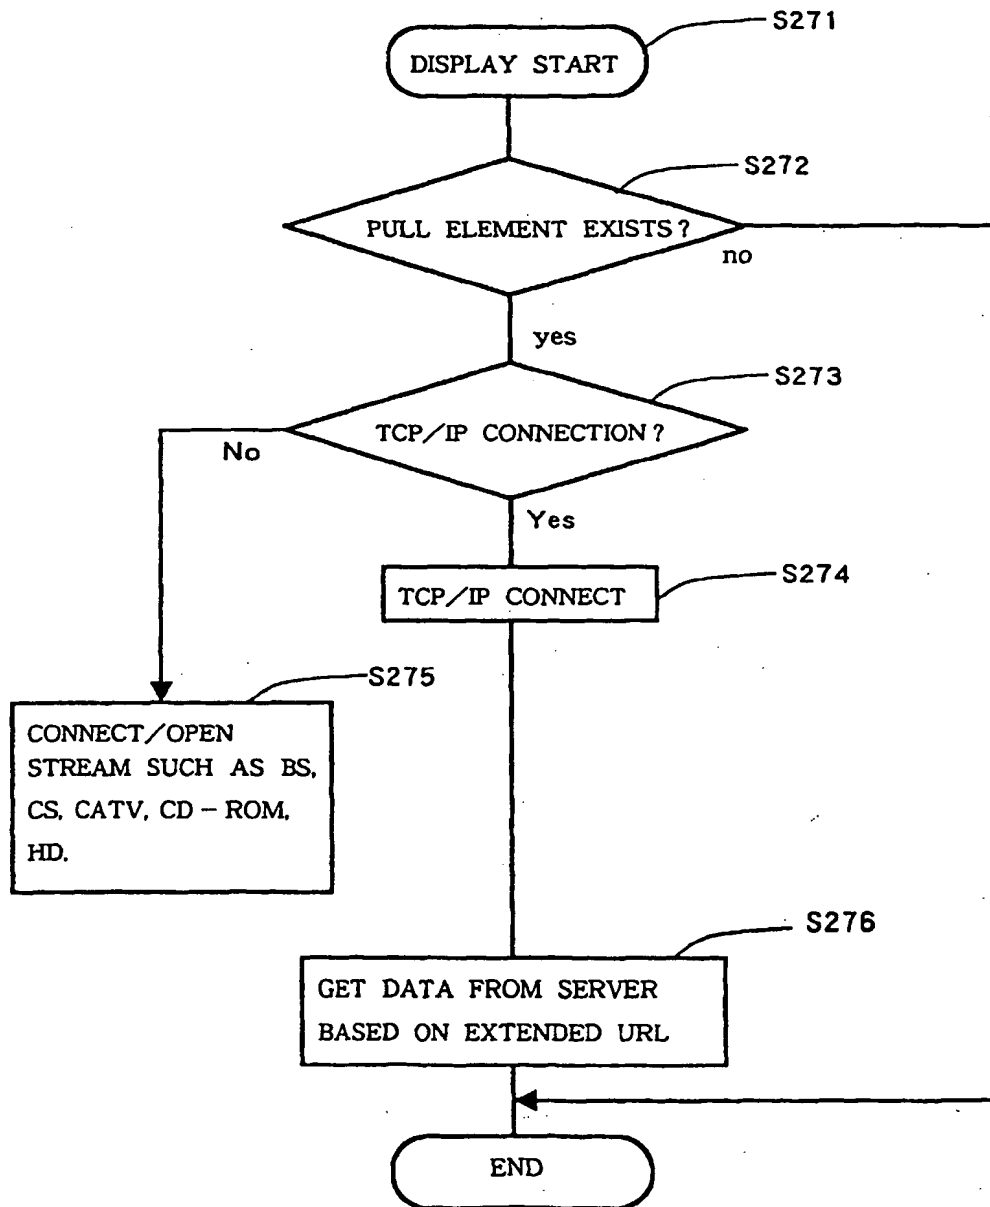 S271
DISPLAY START
S272
PULL ELEMENT EXISTS?
no
yes
S273
TCP/IP CONNECTION?
No
Yes
S274
TCP/IP CONNECT
S275
CONNECT/OPEN
STREAM SUCH AS BS,
CS, CATV, CD-ROM,
HD.
S276
GET DATA FROM SERVER
BASED ON EXTENDED URL
END